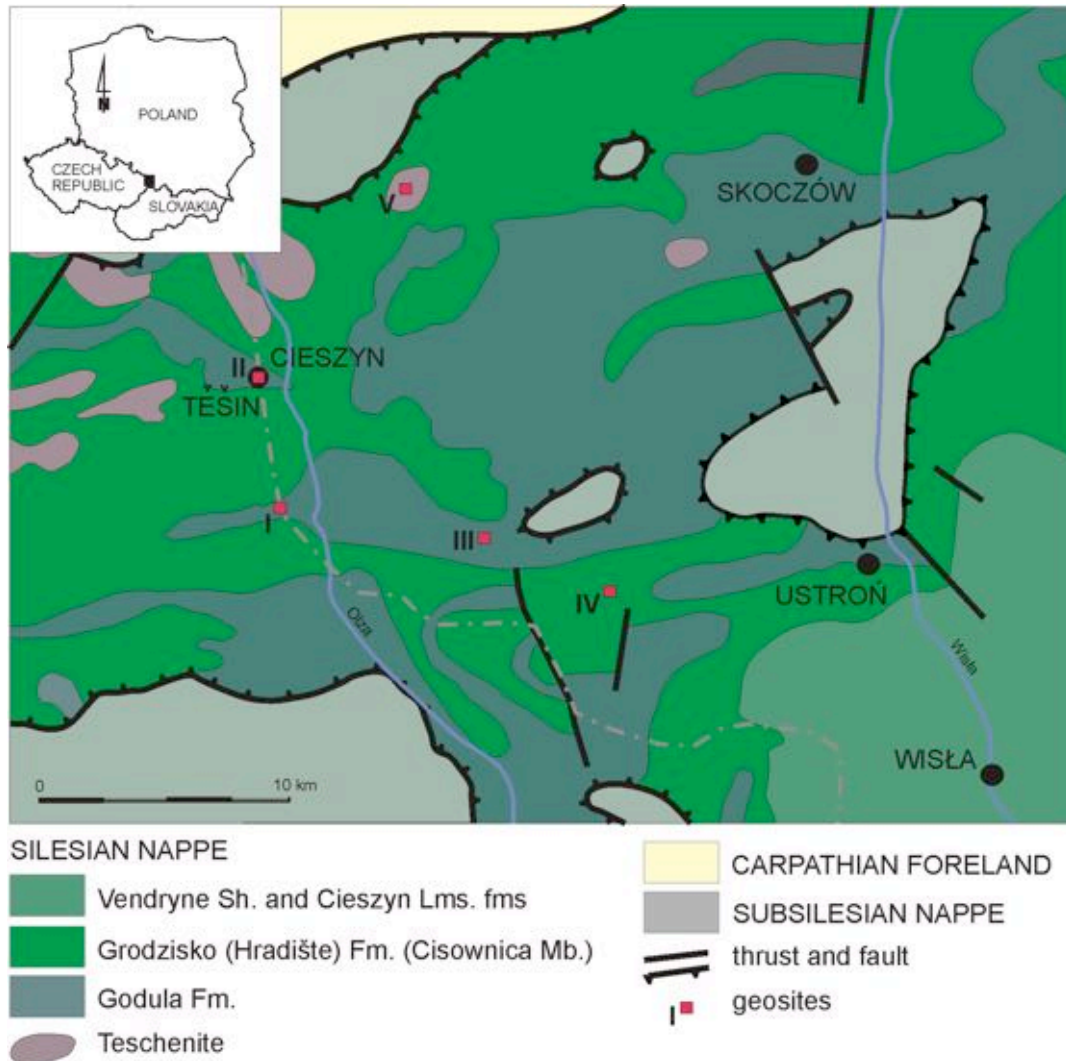 N
POLAND
CZECH
REPUBLIC
SLOVAKIA
V
SKOCZÓW
II
CIESZYN
TESIN
I
III
IV
USTROŃ
Olza
Wisła
WISŁA
0 10 km
SILESIAN NAPPE
Vendryne Sh. and Cieszyn Lms. fms
Grodzisko (Hradište) Fm. (Cisownica Mb.)
Godula Fm.
Teschenite
CARPATHIAN FORELAND
SUBSILESIAN NAPPE
thrust and fault
I
geosites